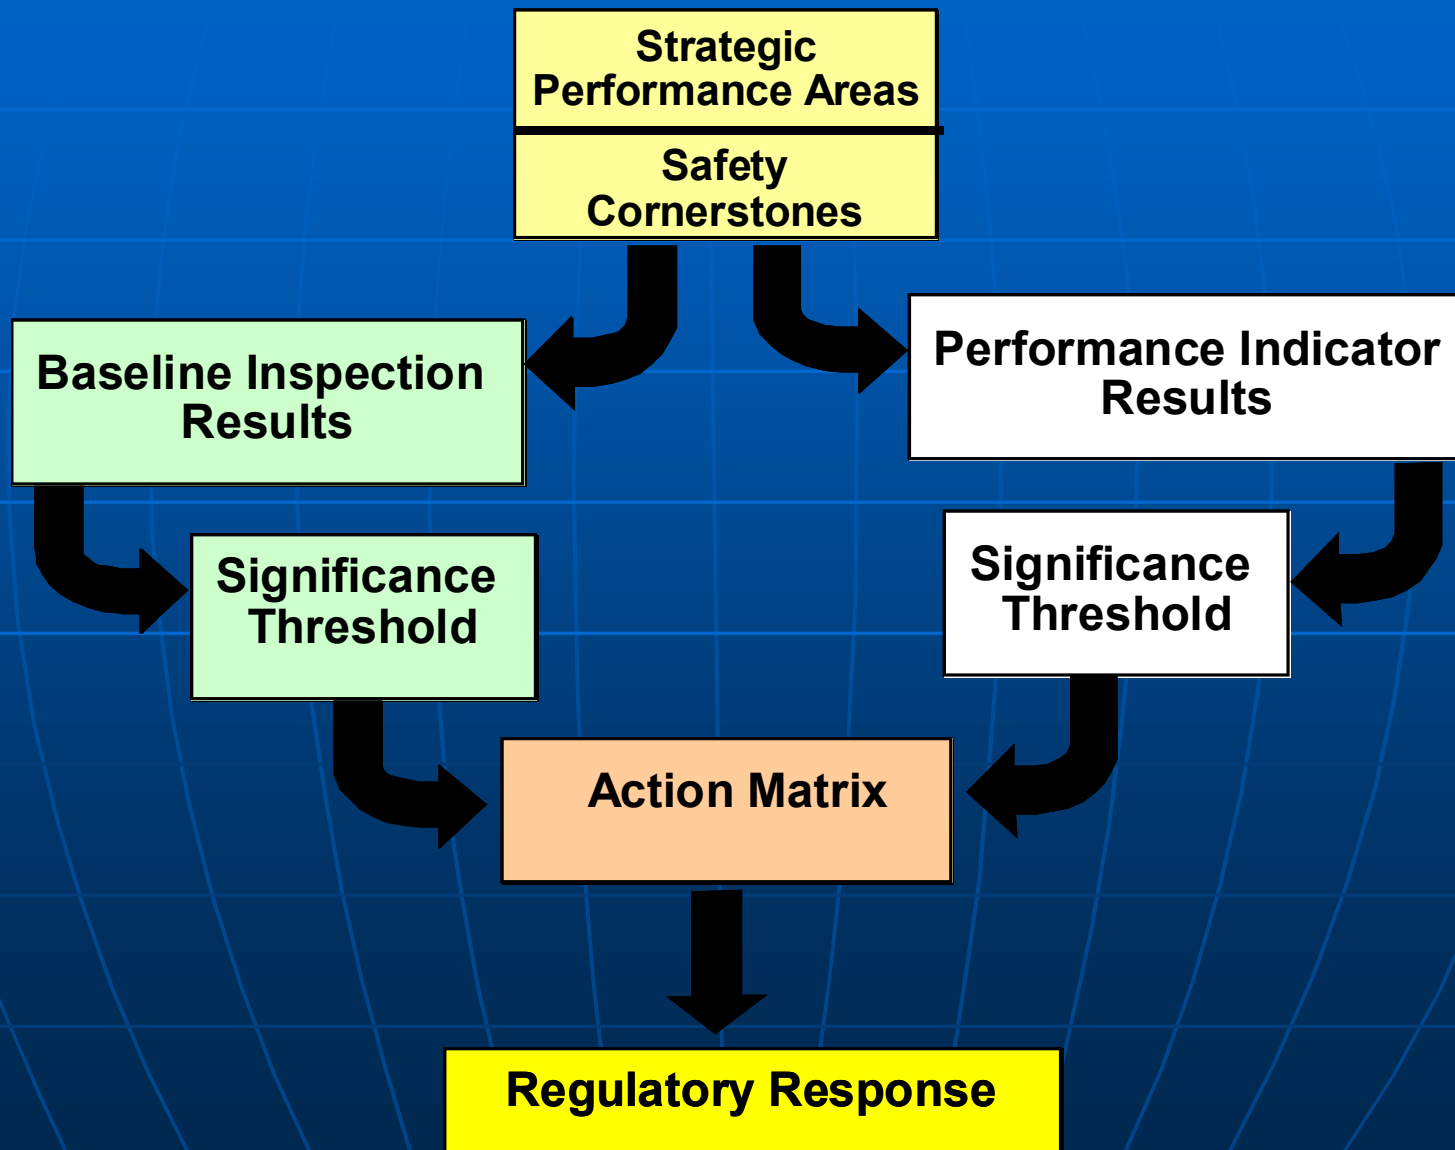 Strategic
Performance Areas
Safety
Cornerstones
Baseline Inspection
Results
Performance Indicator
Results
Significance
Threshold
Significance
Threshold
Action Matrix
Regulatory Response